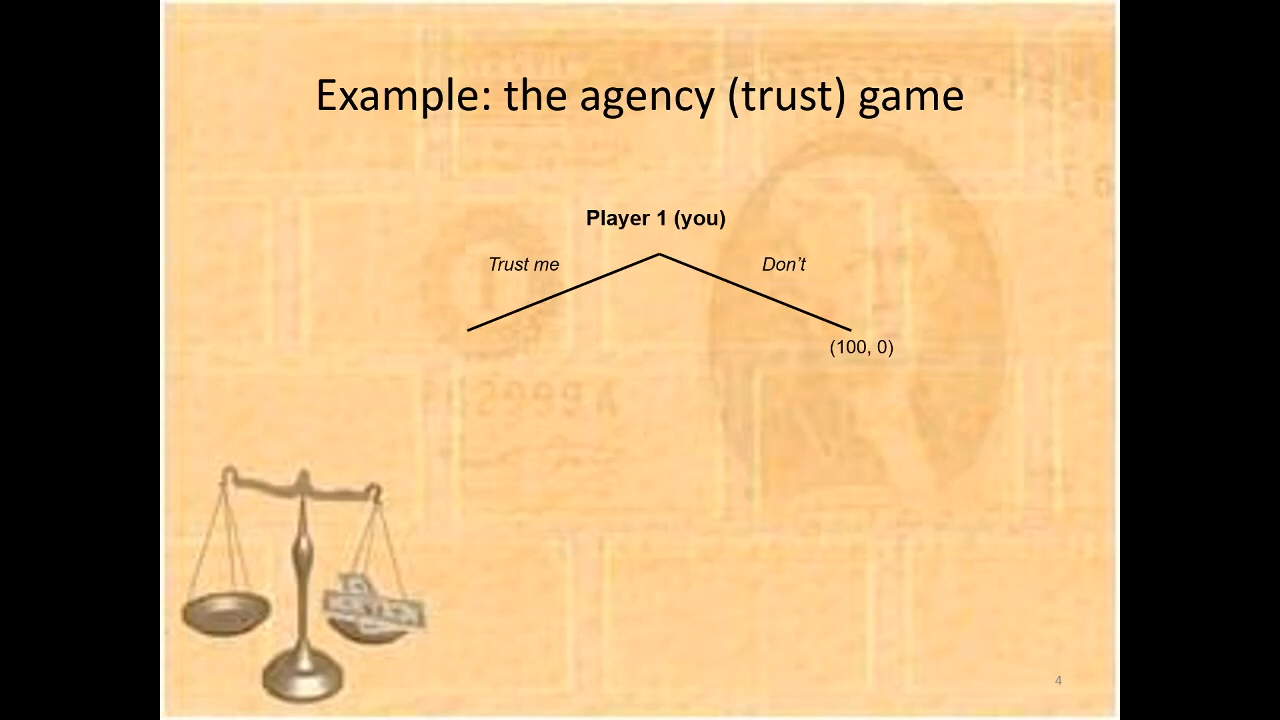 Example: the agency (trust) game
Player 1 (you)
Trust me
Don’t
(100, 0)
4